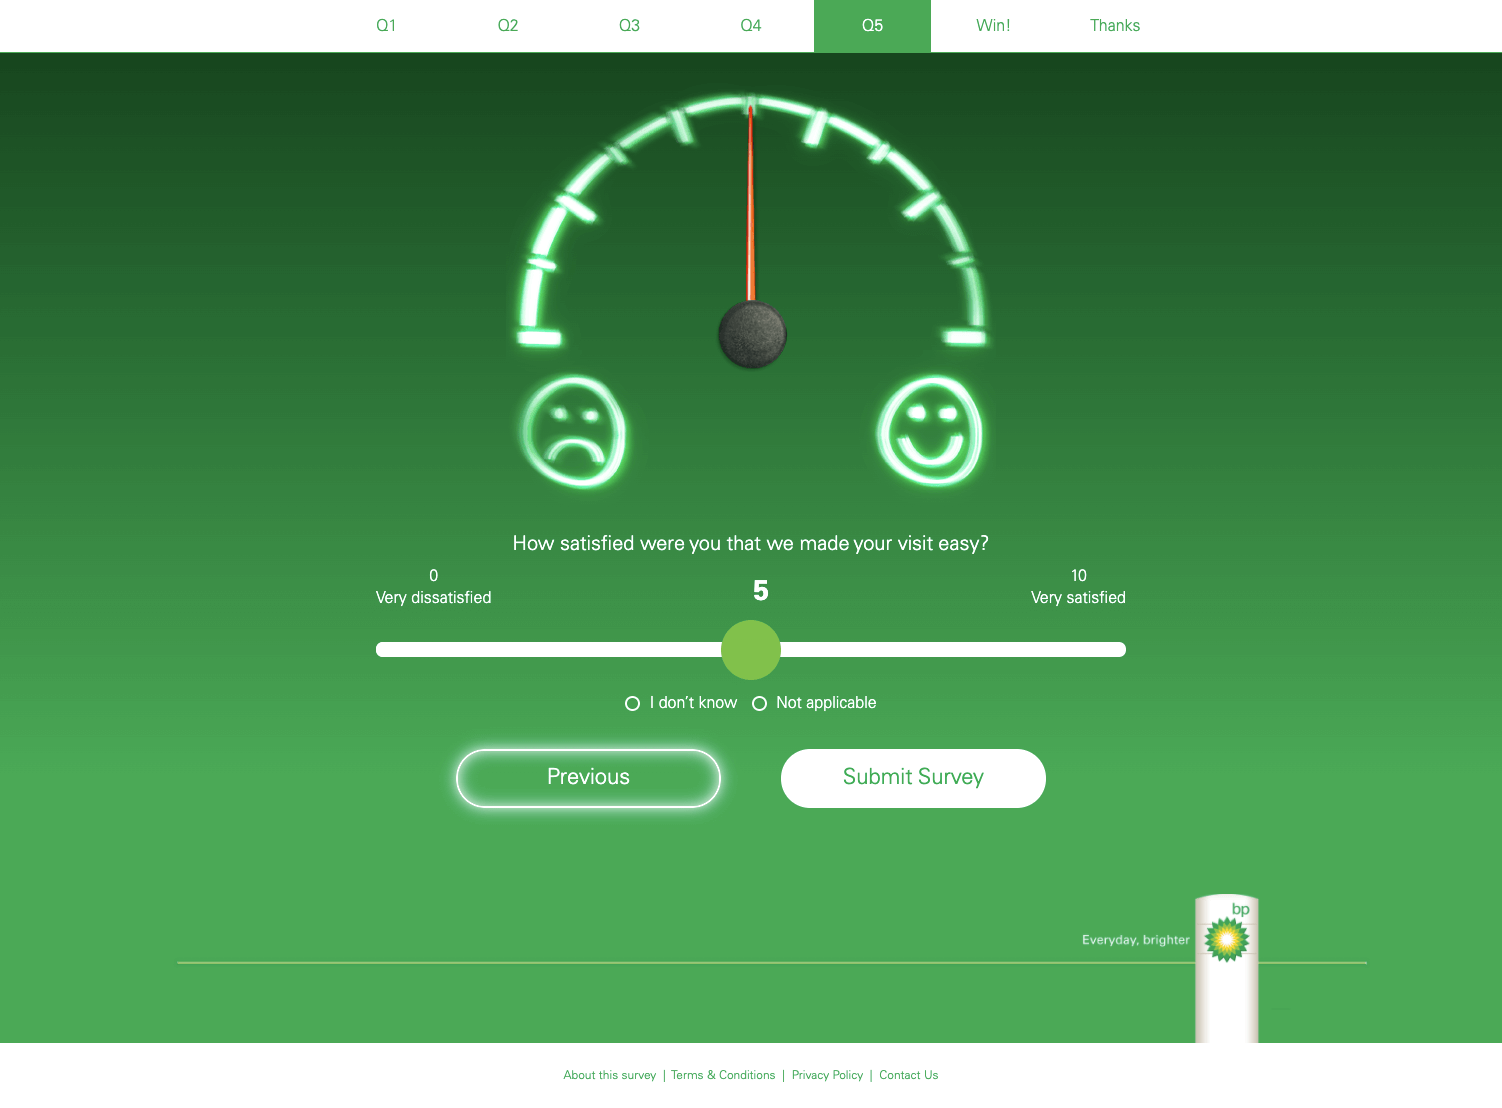 Q1 Q2 Q3 Q4 Q5 Win! Thanks
How satisfied were you that we made your visit easy?
0 5 10
Very dissatisfied Very satisfied
I don't know Not applicable
Previous Submit Survey
bp
Everyday, brighter
About this survey | Terms & Conditions | Privacy Policy | Contact Us